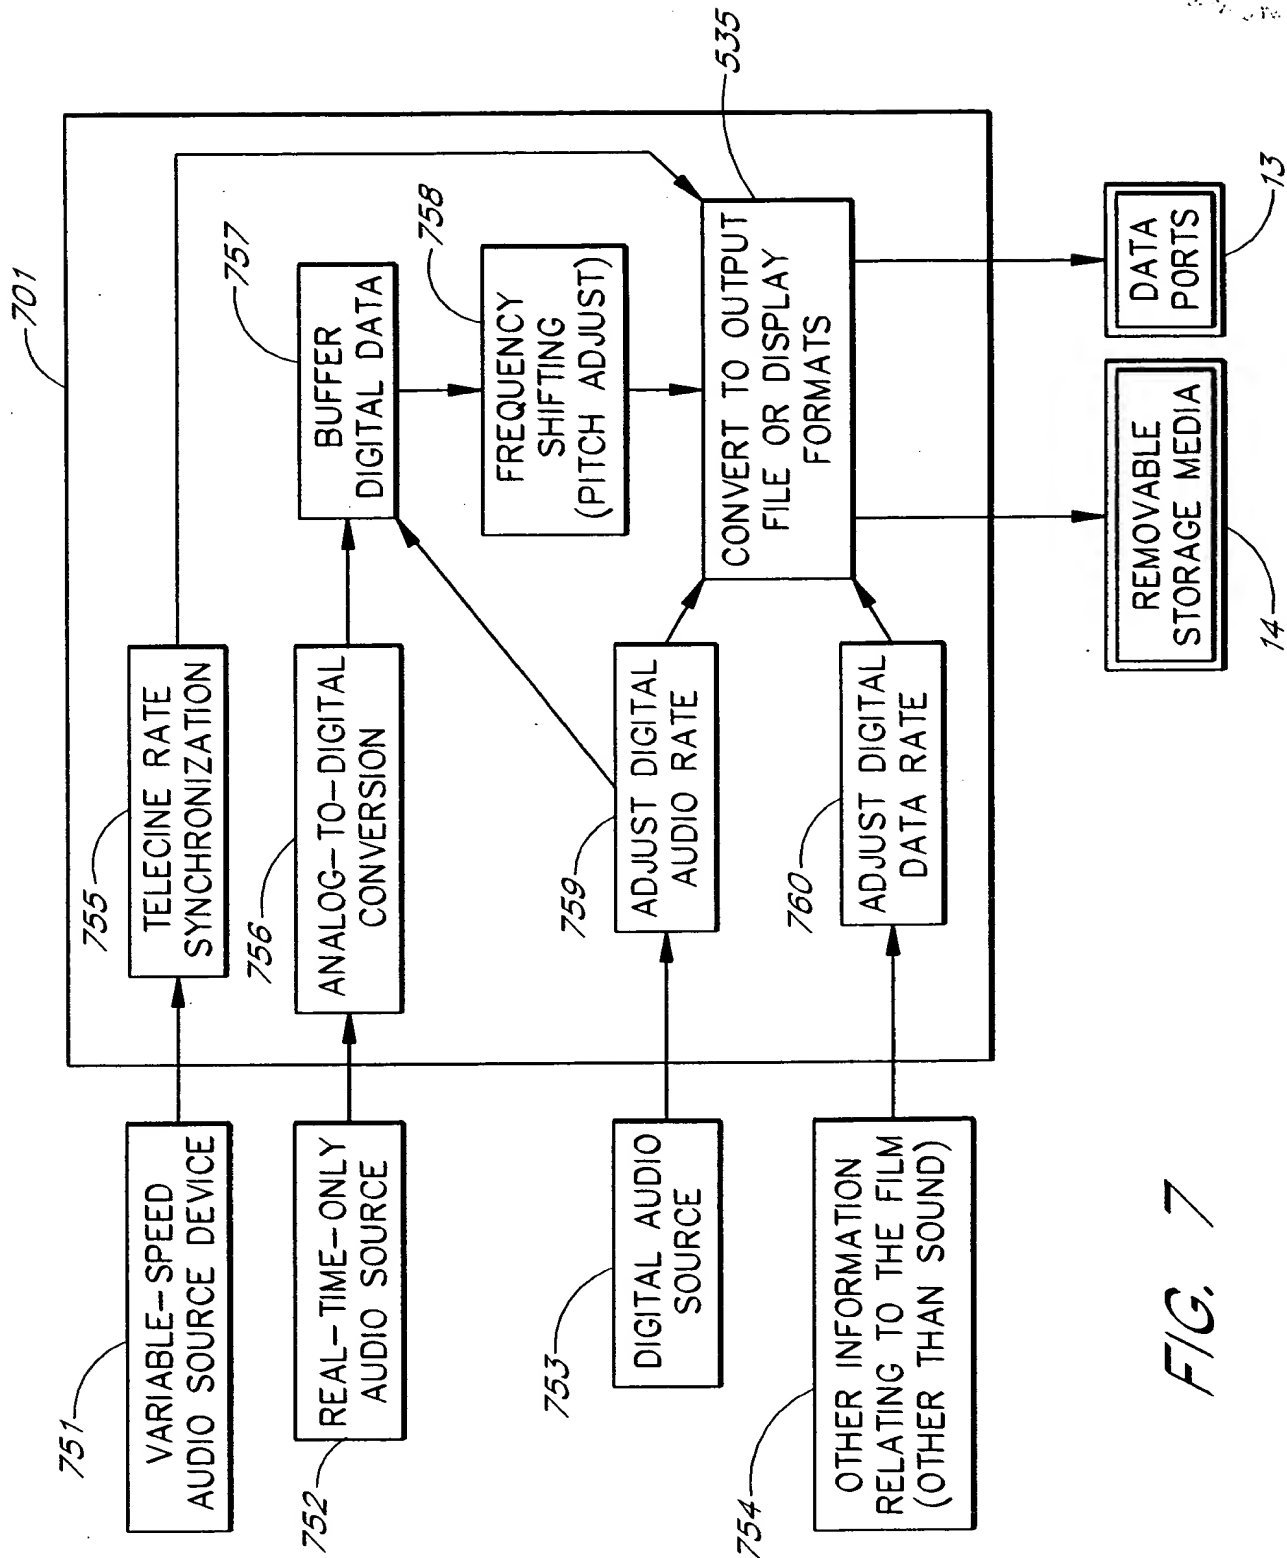 701
751
VARIABLE-SPEED
AUDIO SOURCE DEVICE
755
TELECINE RATE
SYNCHRONIZATION
752
REAL-TIME-ONLY
AUDIO SOURCE
756
ANALOG-TO-DIGITAL
CONVERSION
757
BUFFER
DIGITAL DATA
758
FREQUENCY
SHIFTING
(PITCH ADJUST)
753
DIGITAL AUDIO
SOURCE
759
ADJUST DIGITAL
AUDIO RATE
535
CONVERT TO OUTPUT
FILE OR DISPLAY
FORMATS
754
OTHER INFORMATION
RELATING TO THE FILM
(OTHER THAN SOUND)
760
ADJUST DIGITAL
DATA RATE
14
REMOVABLE
STORAGE MEDIA
13
DATA
PORTS
FIG. 7